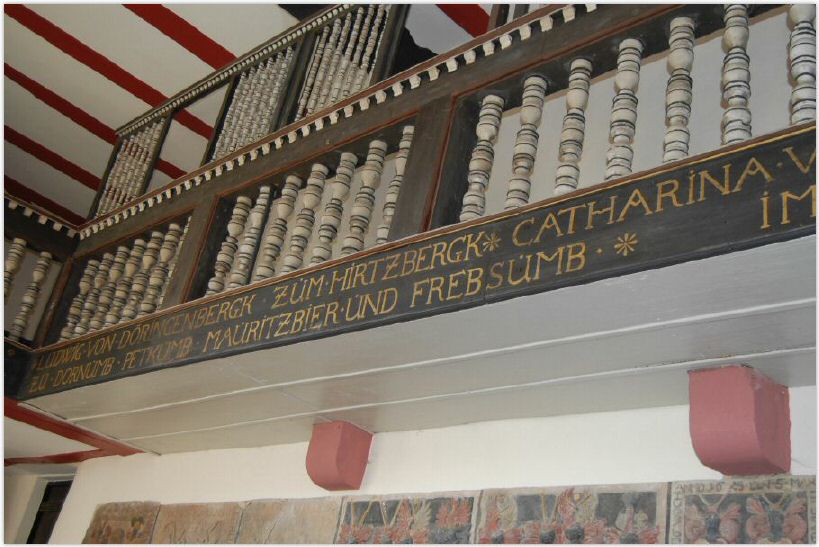 LUDWIG·VON·DÖRINGENBERGK · ZUM·HIRTZBERGK * CATHARINA·V
ZU·DORNUMB·PETKUMB·MAURITZBIER·UND FREBSUMB· * IM